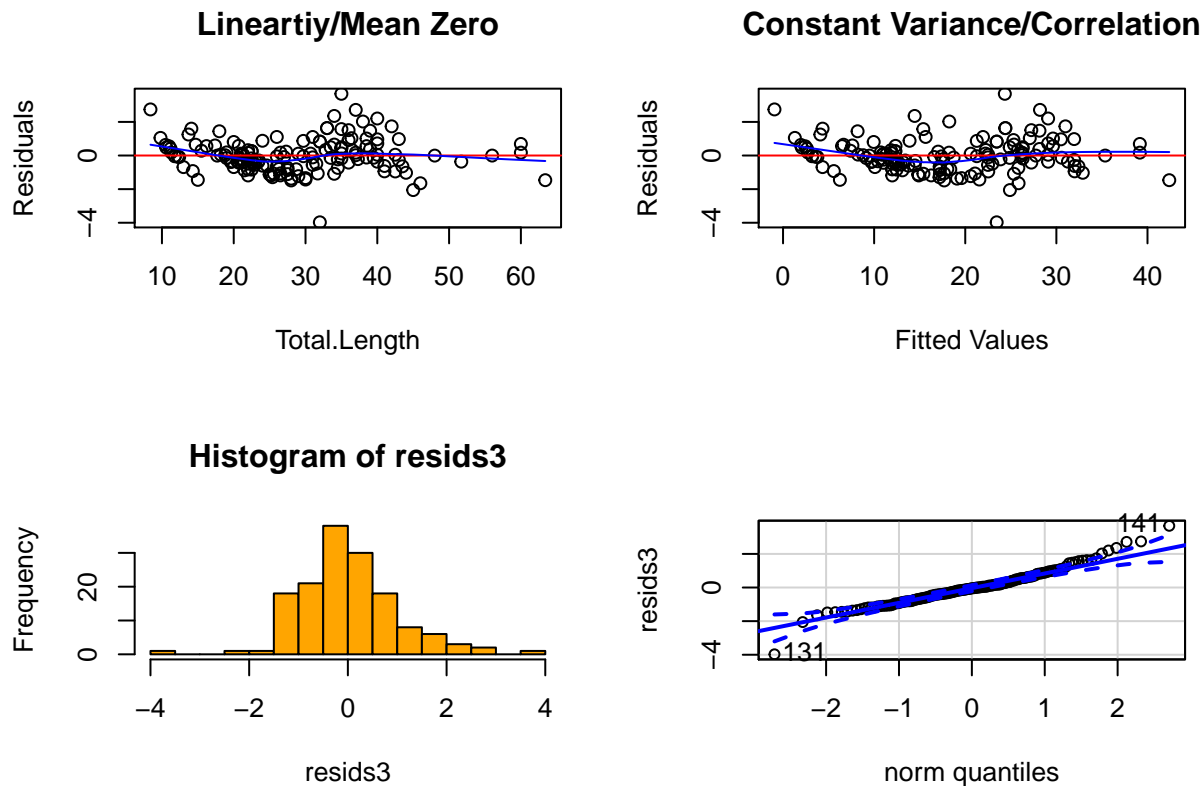 Lineartiy/Mean Zero
Residuals
0
−4
10 20 30 40 50 60
Total.Length
Constant Variance/Correlation
Residuals
0
−4
0 10 20 30 40
Fitted Values
Histogram of resids3
Frequency
20
0
−4 −2 0 2 4
resids3
141
resids3
0
−4
131
−2 −1 0 1 2
norm quantiles